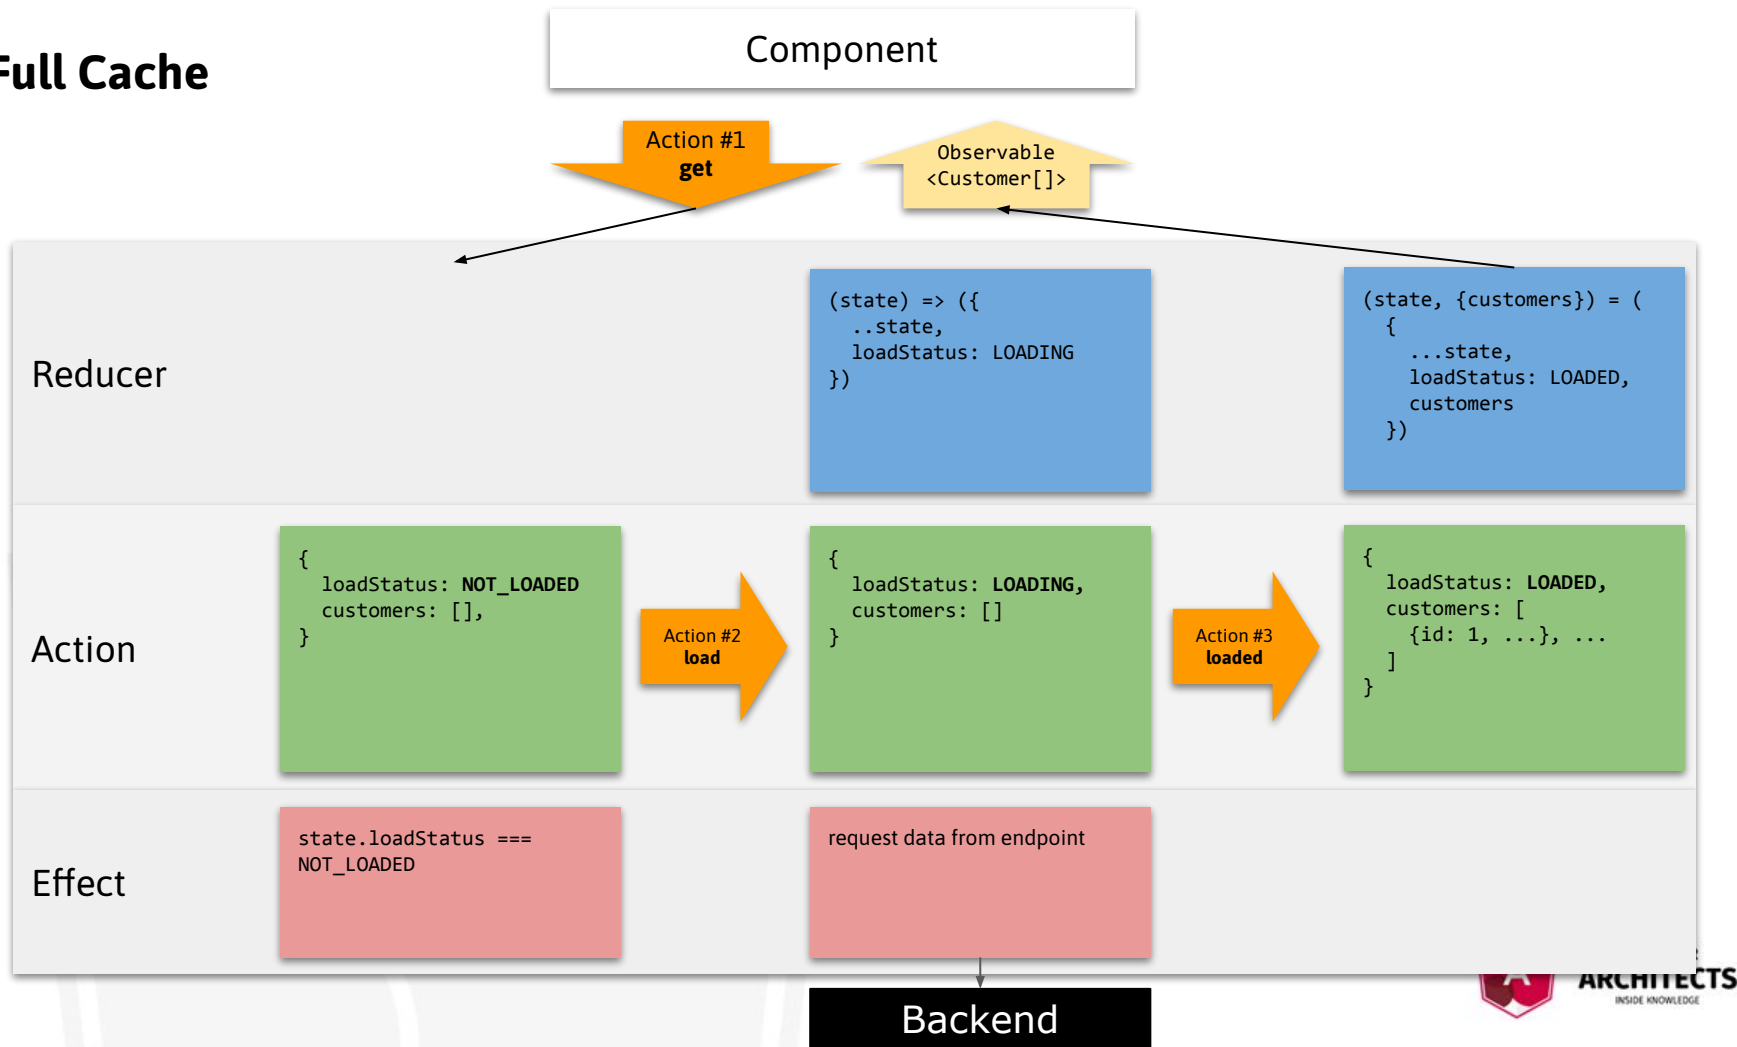 Full Cache
Component
Action #1
get
Observable
<Customer[]>
Reducer
(state) => ({
..state,
loadStatus: LOADING
})
(state, {customers}) = (
{
...state,
loadStatus: LOADED,
customers
})
Action
{
loadStatus: NOT_LOADED
customers: [],
}
Action #2
load
{
loadStatus: LOADING,
customers: []
}
Action #3
loaded
{
loadStatus: LOADED,
customers: [
{id: 1, ...}, ...
]
}
Effect
state.loadStatus ===
NOT_LOADED
request data from endpoint
Backend
ARCHITECTS
INSIDE KNOWLEDGE